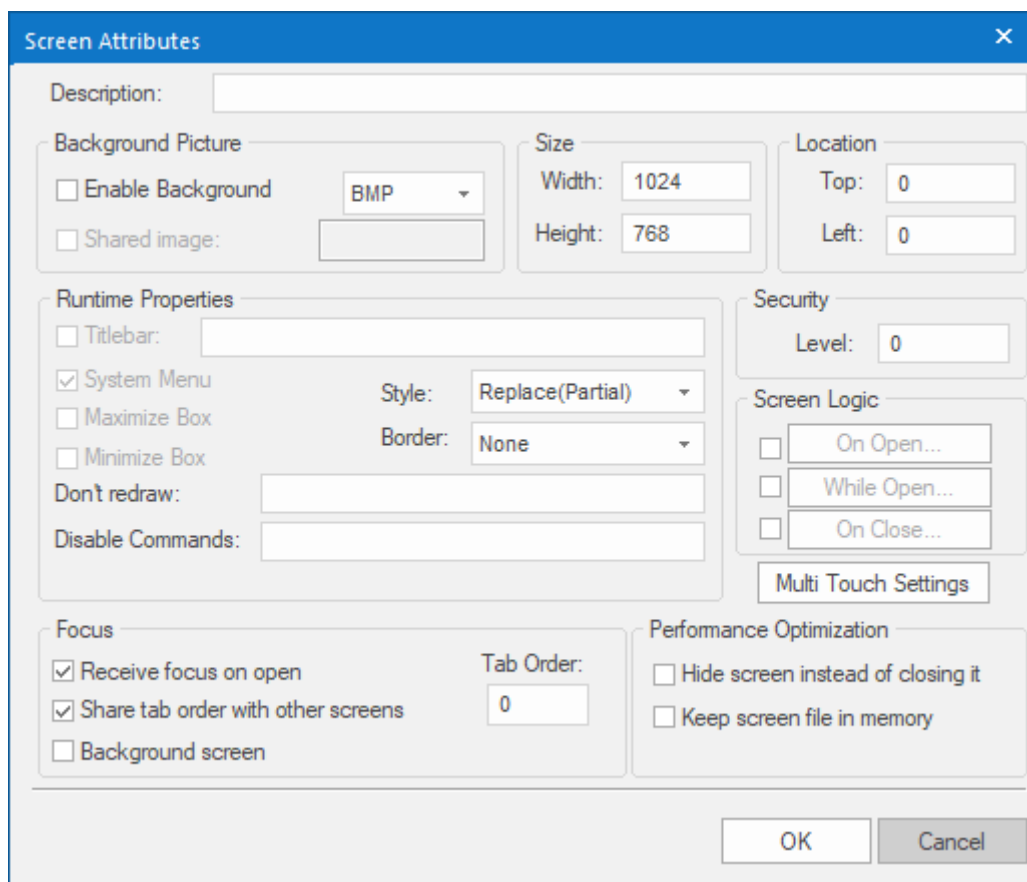 Screen Attributes
Description:
Background Picture
Enable Background BMP
Shared image:
Size
Width: 1024
Height: 768
Location
Top: 0
Left: 0
Runtime Properties
Titlebar:
System Menu
Maximize Box
Minimize Box
Style: Replace(Partial)
Border: None
Don't redraw:
Disable Commands:
Security
Level: 0
Screen Logic
On Open...
While Open...
On Close...
Multi Touch Settings
Focus
Receive focus on open
Share tab order with other screens
Background screen
Tab Order:
0
Performance Optimization
Hide screen instead of closing it
Keep screen file in memory
OK Cancel